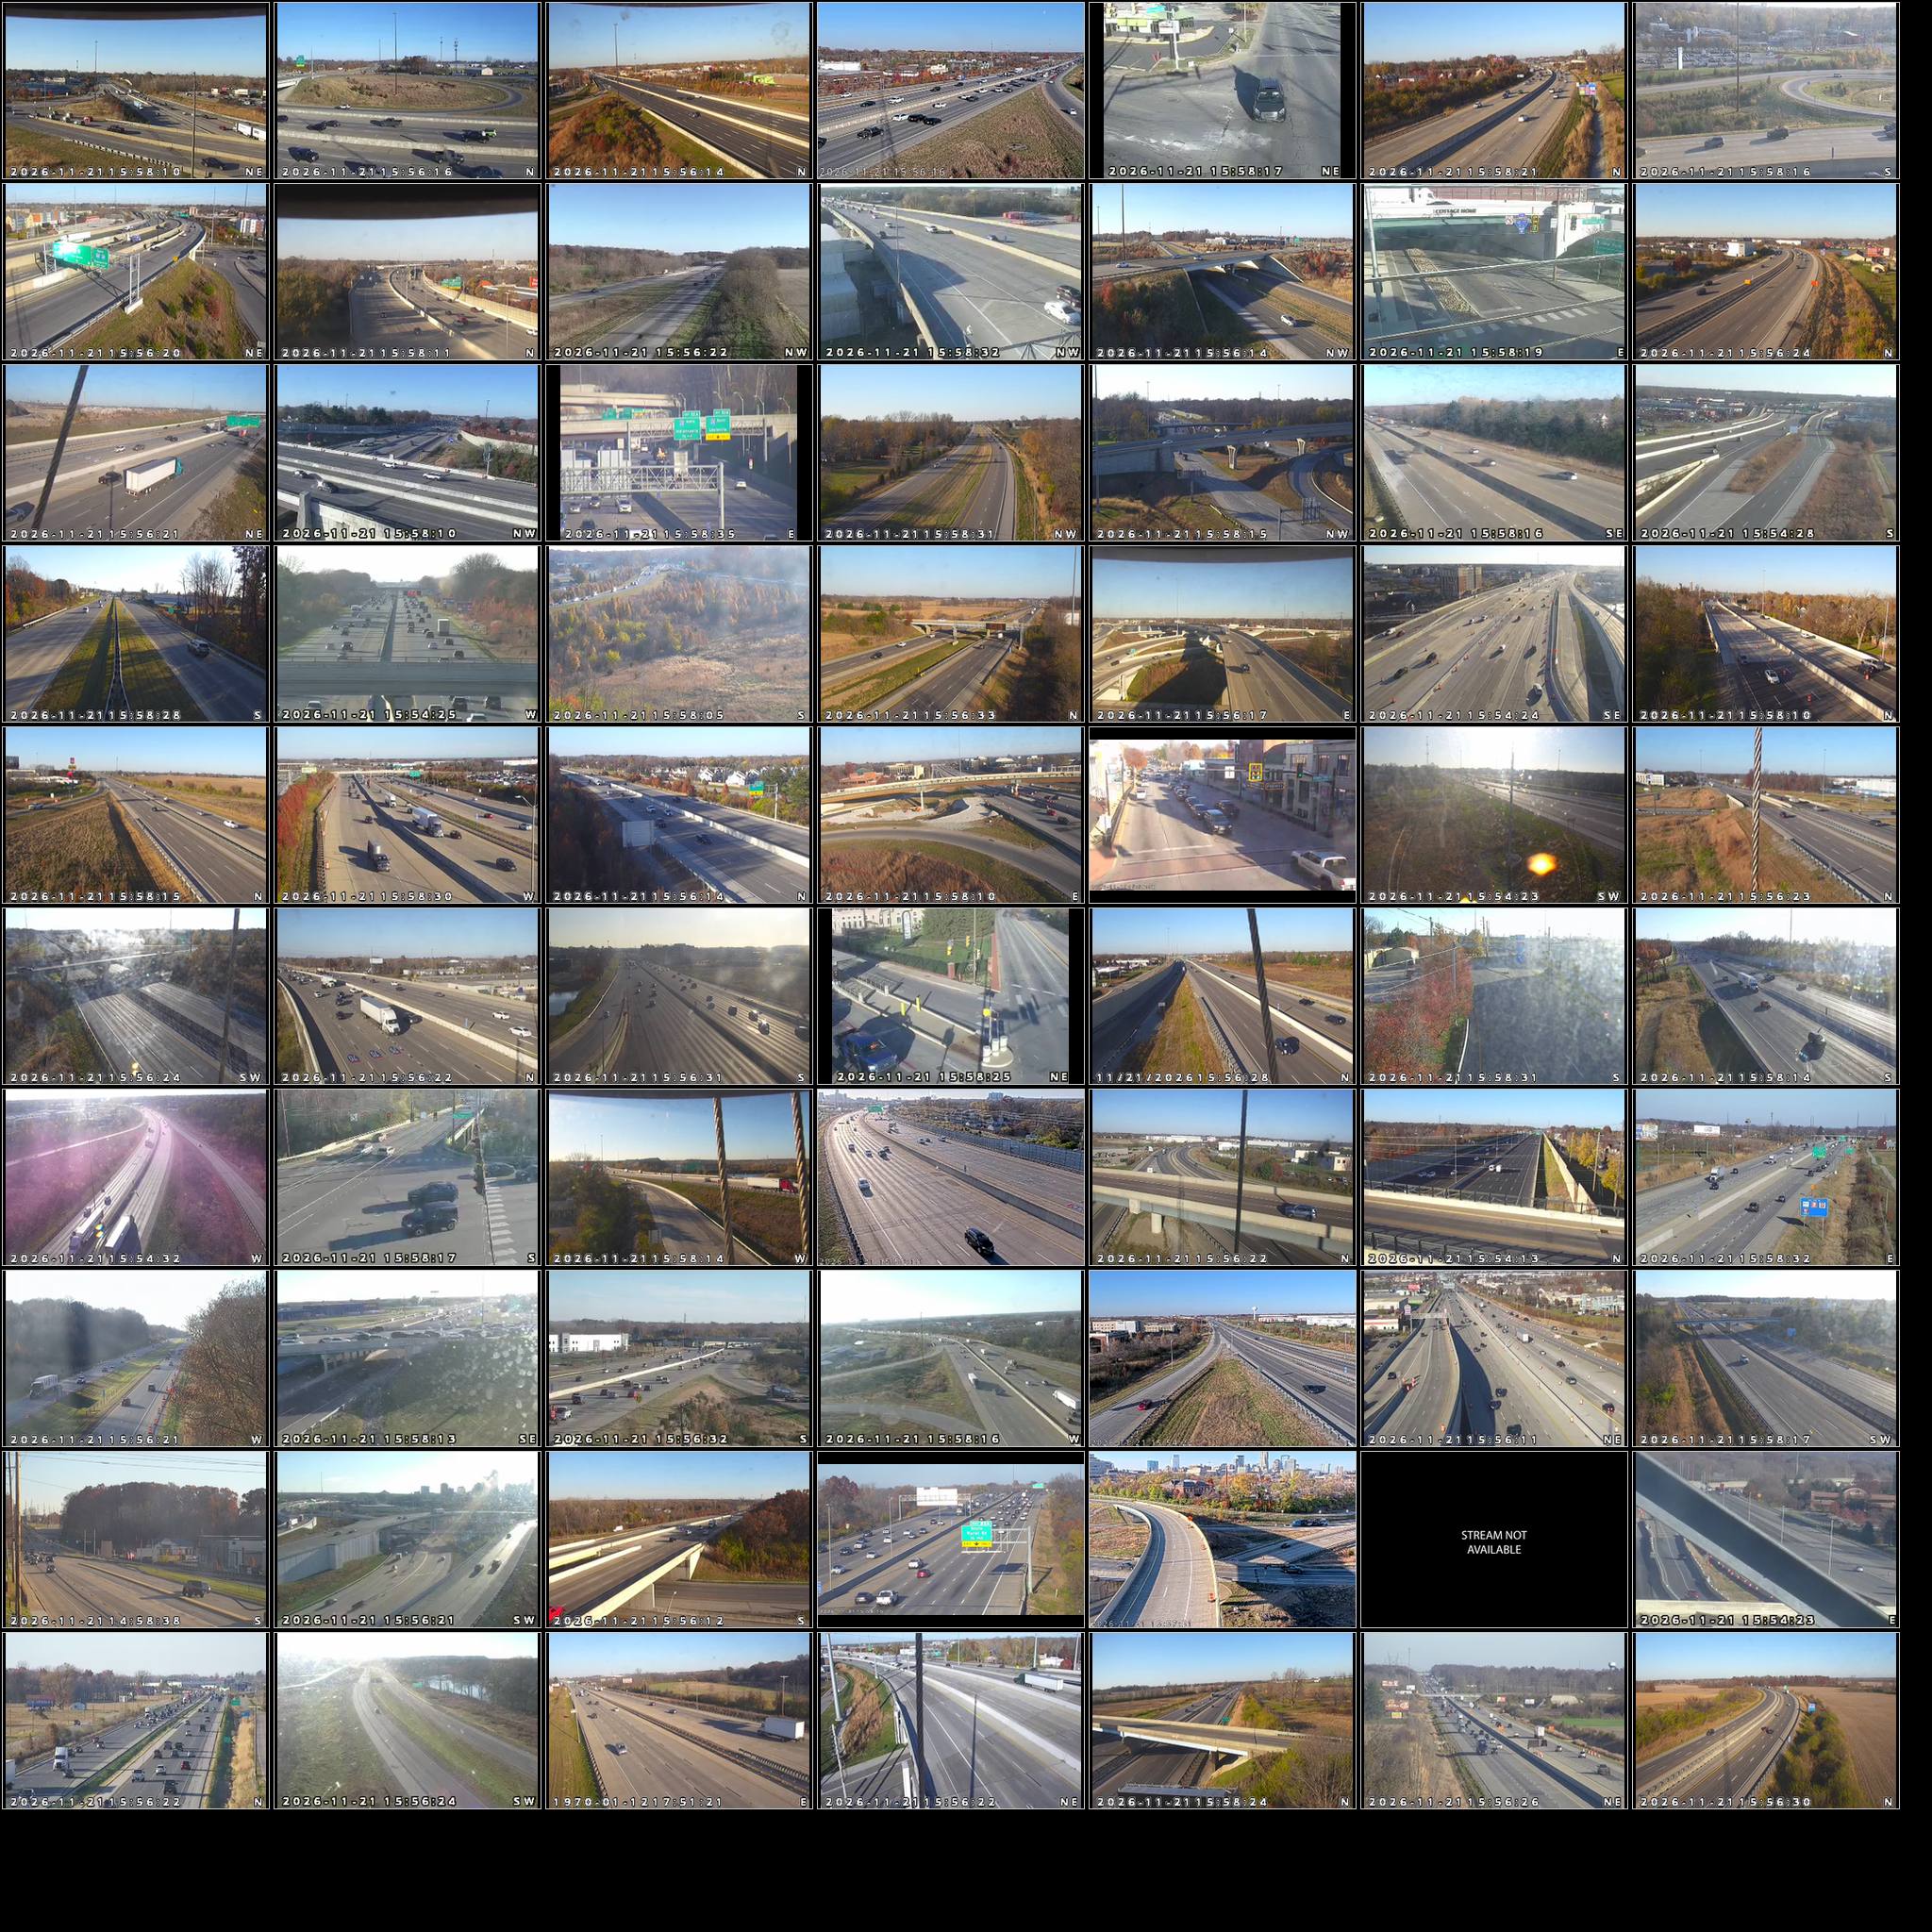 2026-11-21 15:58:10 NE
2026-11-21 15:56:16 N
2026-11-21 15:56:14 N
2026-11-21 15:56:16
2026-11-21 15:58:17 NE
2026-11-21 15:58:21 N
2026-11-21 15:58:16 S
2026-11-21 15:56:20 NE
2026-11-21 15:58:11 N
2026-11-21 15:56:22 NW
2026-11-21 15:58:32 NW
2026-11-21 15:56:14 NW
COTTAGE HOME
2026-11-21 15:58:19 E
2026-11-21 15:56:24 N
2026-11-21 15:56:21 NE
2026-11-21 15:58:10 NW
2026-11-21 15:58:35 E
2026-11-21 15:58:31 NW
2026-11-21 15:58:15 NW
2026-11-21 15:58:16 SE
2026-11-21 15:54:28 S
2026-11-21 15:58:28 S
2026-11-21 15:54:25 W
2026-11-21 15:58:05 S
2026-11-21 15:56:33 N
2026-11-21 15:56:17 E
2026-11-21 15:54:24 SE
2026-11-21 15:58:10 N
2026-11-21 15:58:15 N
2026-11-21 15:58:30 W
2026-11-21 15:56:14 N
2026-11-21 15:58:10 E
2026-11-21 15:54:23 SW
2026-11-21 15:56:23 N
2026-11-21 15:56:24 SW
2026-11-21 15:56:22 N
2026-11-21 15:56:31 S
2026-11-21 15:58:25 NE
11/21/2026 15:56:28 N
2026-11-21 15:58:31 S
2026-11-21 15:58:14 S
2026-11-21 15:54:32 W
2026-11-21 15:58:17 S
2026-11-21 15:58:14 W
2026-11-21 15:56:22 N
2026-11-21 15:54:13 N
2026-11-21 15:58:32 E
2026-11-21 15:56:21 W
2026-11-21 15:58:13 SE
2026-11-21 15:56:32 S
2026-11-21 15:58:16 W
2026-11-21 15:56:11 NE
2026-11-21 15:58:17 SW
2026-11-21 14:58:38 S
2026-11-21 15:56:21 SW
2026-11-21 15:56:12 S
STREAM NOT
AVAILABLE
2026-11-21 15:54:23 E
2026-11-21 15:56:22 N
2026-11-21 15:56:24 SW
1970-01-12 17:51:21 E
2026-11-21 15:56:22 NE
2026-11-21 15:58:24 N
2026-11-21 15:56:26 NE
2026-11-21 15:56:30 N